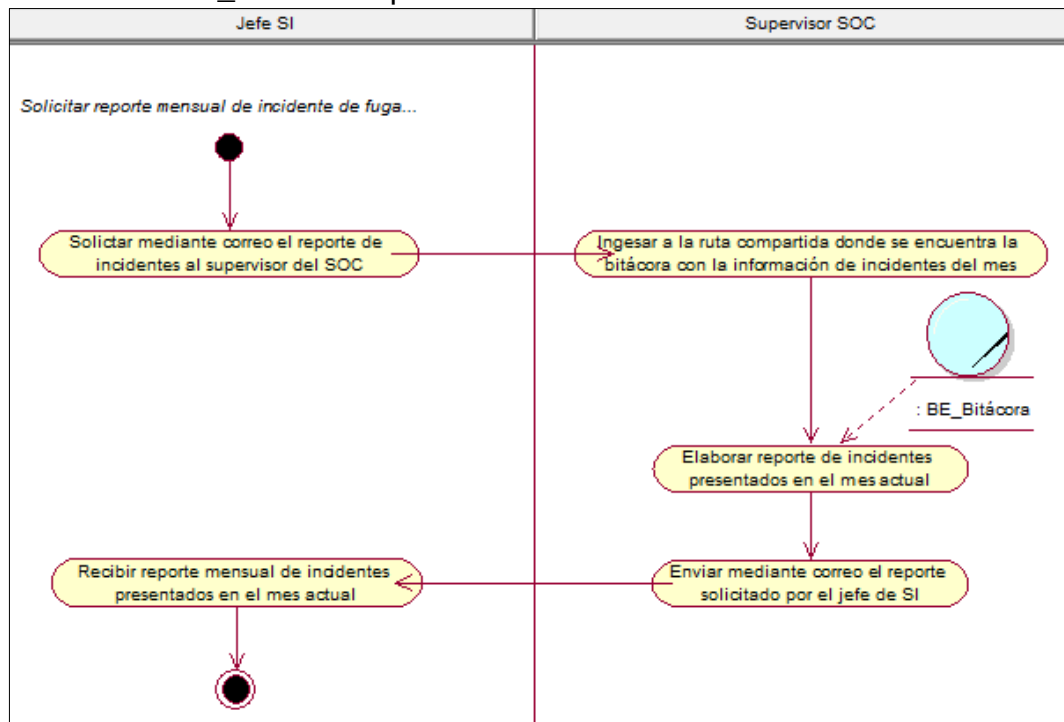 Jefe SI
Supervisor SOC
Solicitar reporte mensual de incidente de fuga...
Solictar mediante correo el reporte de
incidentes al supervisor del SOC
Ingesar a la ruta compartida donde se encuentra la
bitácora con la información de incidentes del mes
: BE_Bitácora
Elaborar reporte de incidentes
presentados en el mes actual
Recibir reporte mensual de incidentes
presentados en el mes actual
Enviar mediante correo el reporte
solicitado por el jefe de SI